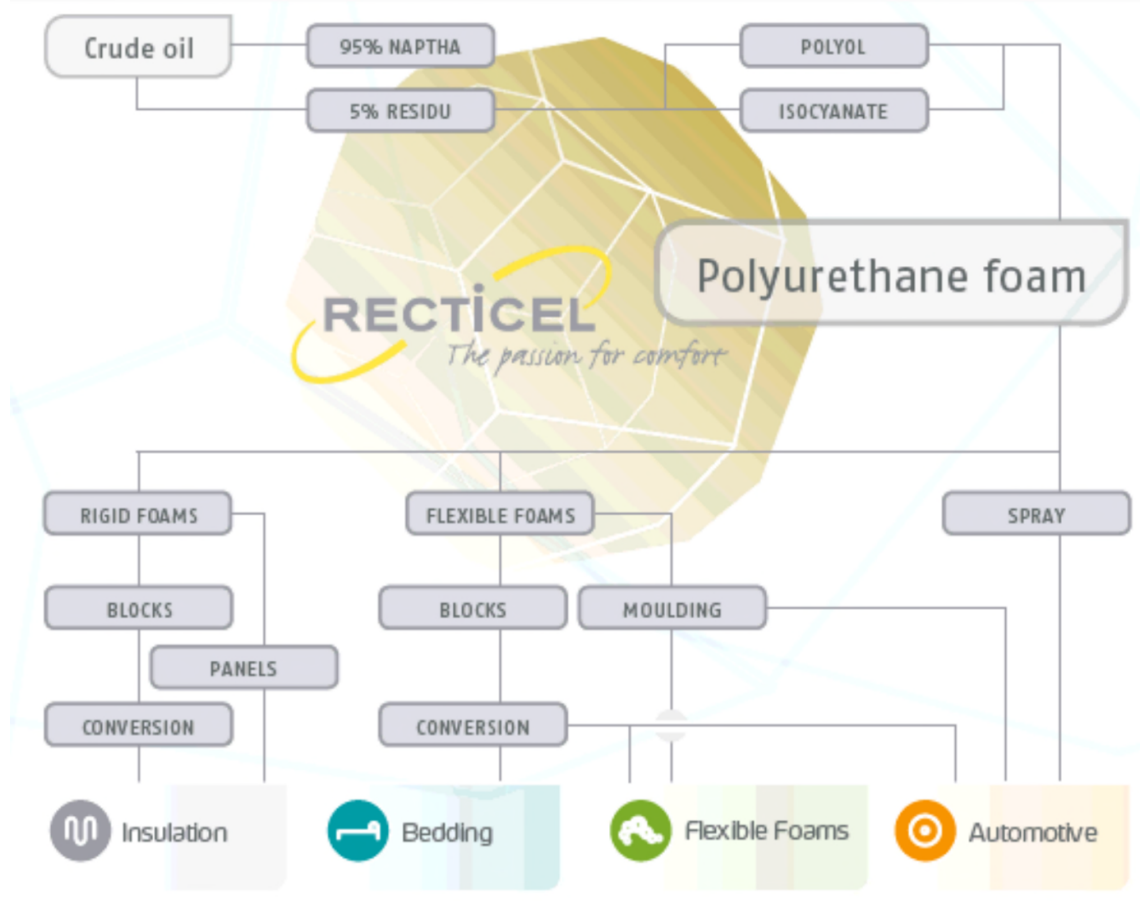 Crude oil
95% NAPTHA
POLYOL
5% RESIDU
ISOCYANATE
Polyurethane foam
RECTICEL
The passion for comfort
RIGID FOAMS
FLEXIBLE FOAMS
SPRAY
BLOCKS
BLOCKS
MOULDING
PANELS
CONVERSION
CONVERSION
Insulation
Bedding
Flexible Foams
Automotive